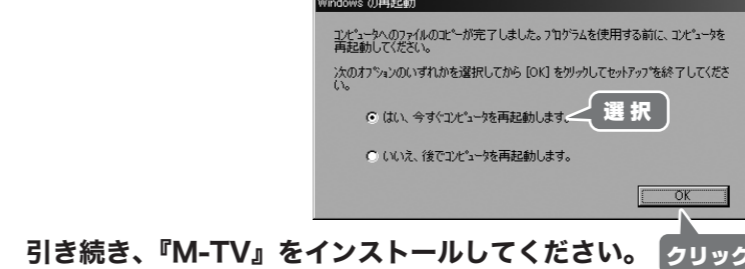 Windows の再起動
コンピュータへのファイルのコピーが完了しました。プログラムを使用する前に、コンピュータを
再起動してください。
次のオプションのいずれかを選択してから [OK] をクリックしてセットアップを終了してくださ
い。
はい、今すぐコンピュータを再起動します。
選択
いいえ、後でコンピュータを再起動します。
OK
引き続き、『M-TV』をインストールしてください。
クリック